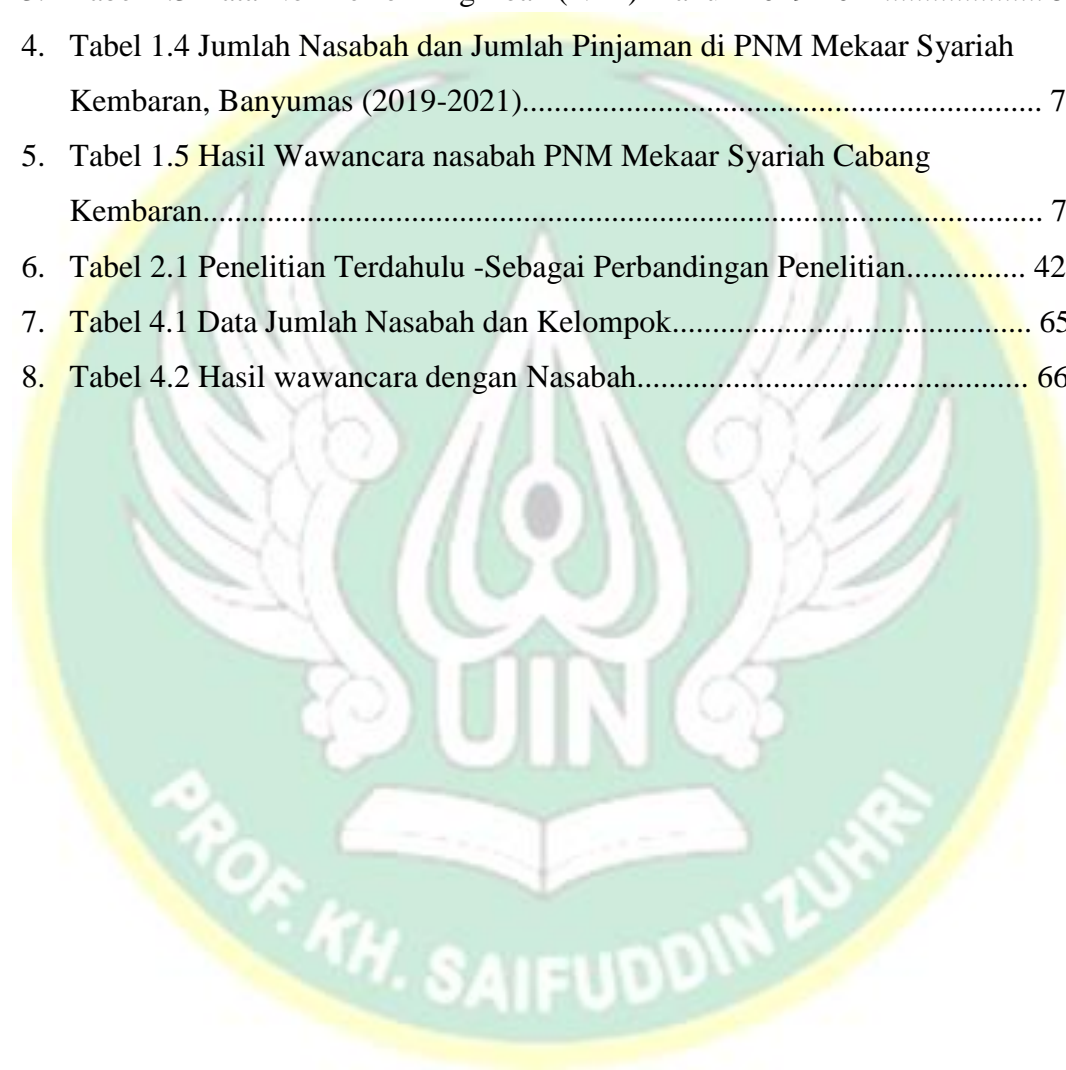 4. Tabel 1.4 Jumlah Nasabah dan Jumlah Pinjaman di PNM Mekaar Syariah
Kembaran, Banyumas (2019-2021)................................................................. 7
5. Tabel 1.5 Hasil Wawancara nasabah PNM Mekaar Syariah Cabang
Kembaran......................................................................................................... 7
6. Tabel 2.1 Penelitian Terdahulu -Sebagai Perbandingan Penelitian............... 42
7. Tabel 4.1 Data Jumlah Nasabah dan Kelompok............................................. 65
8. Tabel 4.2 Hasil wawancara dengan Nasabah................................................. 66
UIN
PROF. KH. SAIFUDDIN ZUHRI